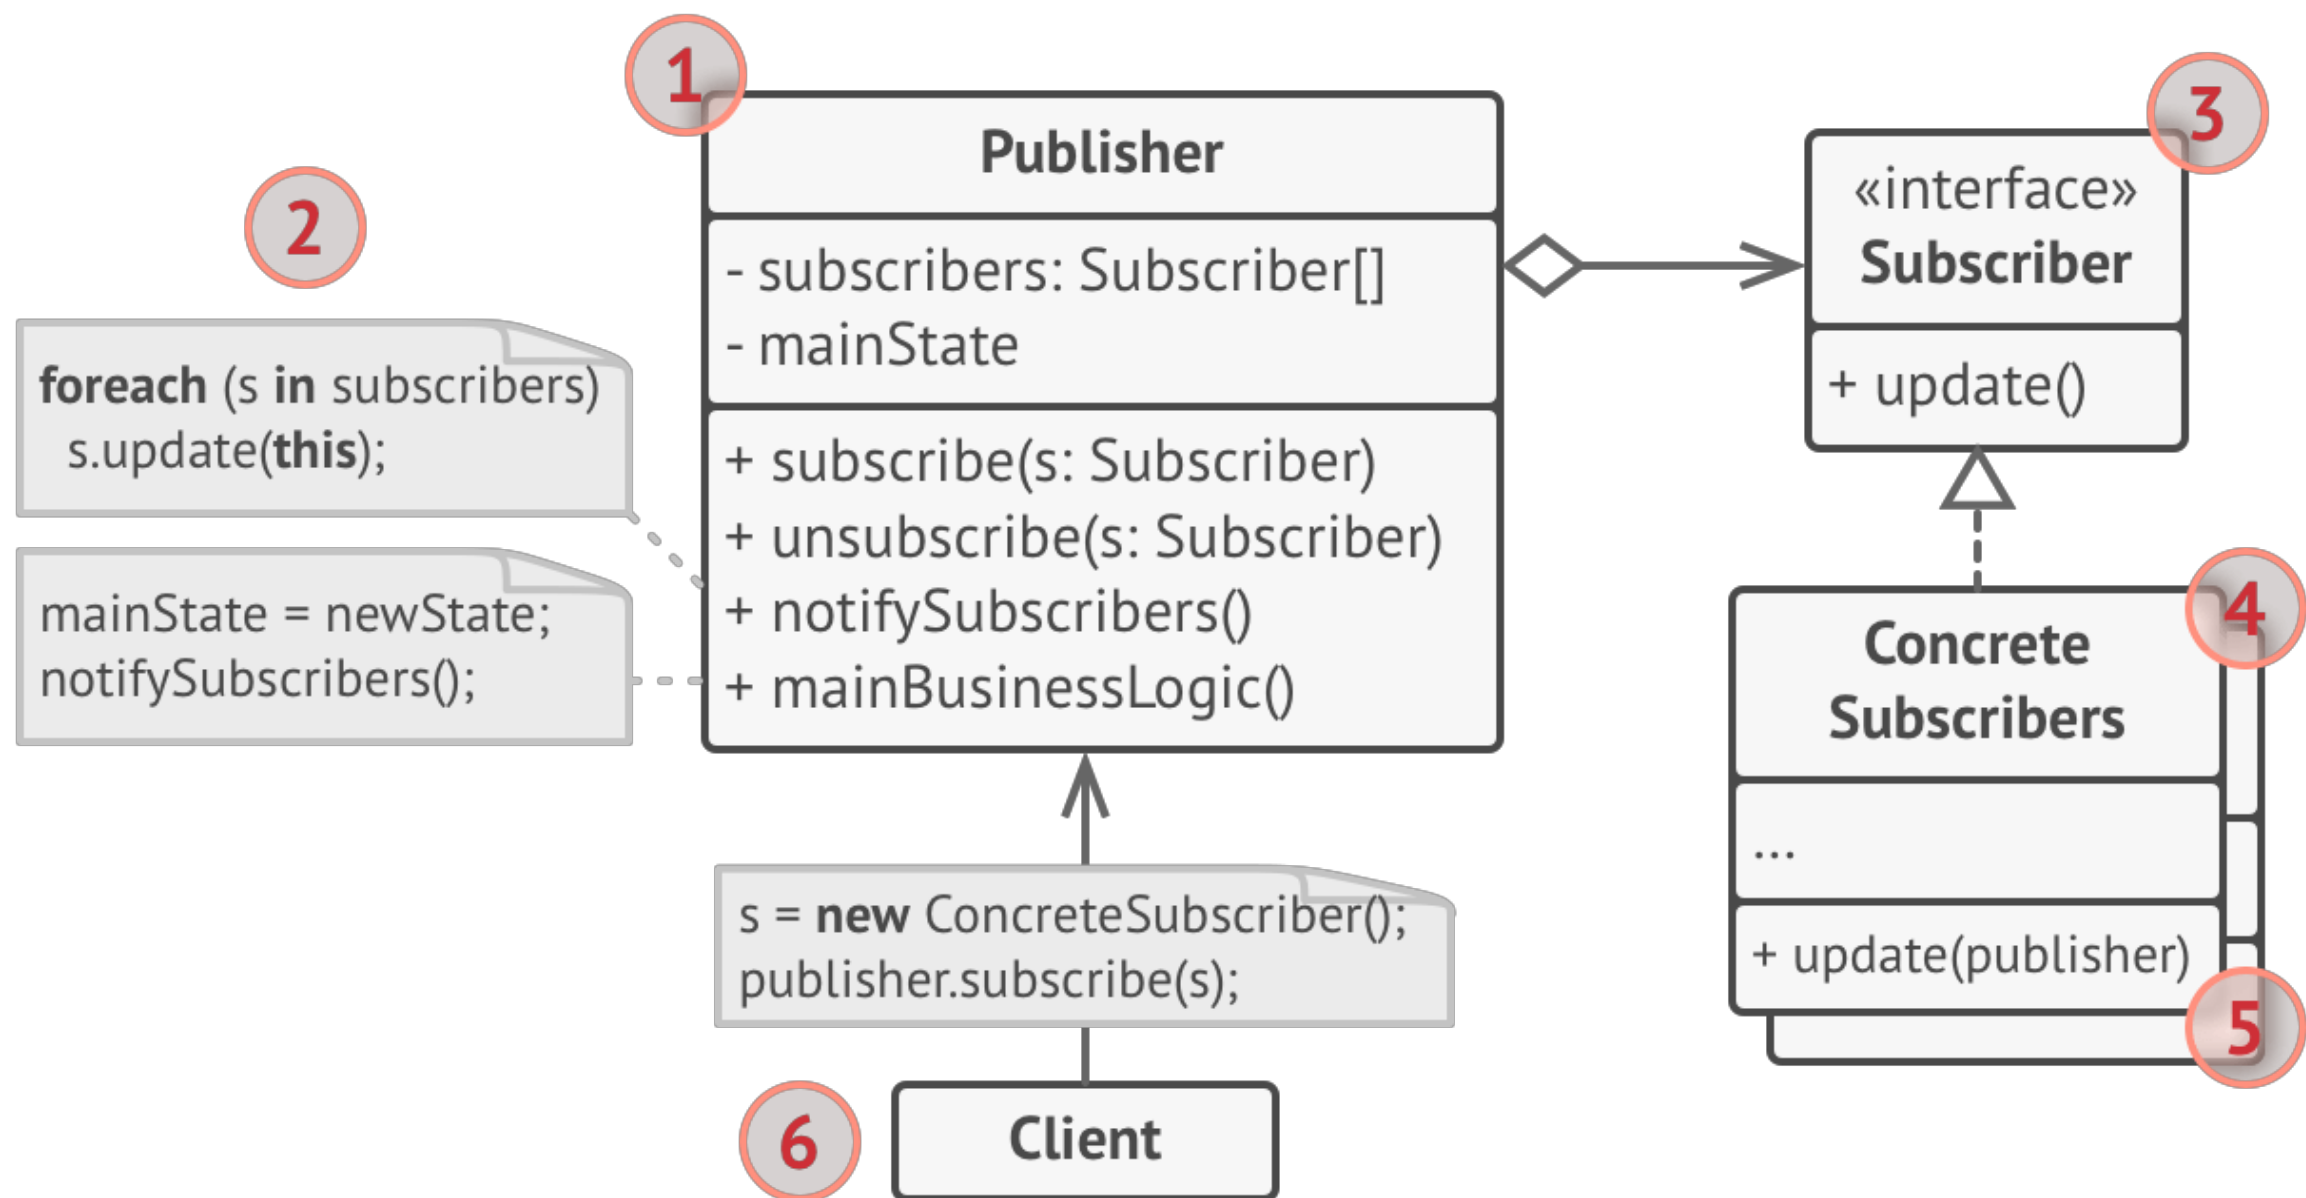 1
Publisher
- subscribers: Subscriber[]
- mainState
+ subscribe(s: Subscriber)
+ unsubscribe(s: Subscriber)
+ notifySubscribers()
+ mainBusinessLogic()
2
foreach (s in subscribers)
s.update(this);
mainState = newState;
notifySubscribers();
3
«interface»
Subscriber
+ update()
4
Concrete
Subscribers
...
+ update(publisher)
5
s = new ConcreteSubscriber();
publisher.subscribe(s);
6
Client